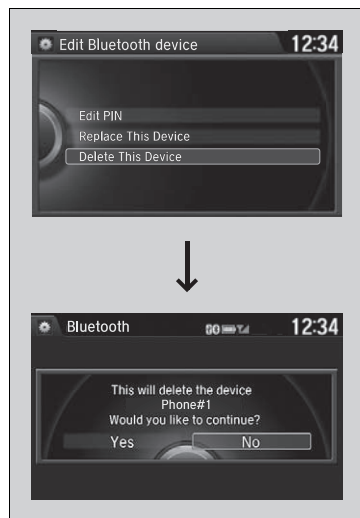 Edit Bluetooth device 12:34
Edit PIN
Replace This Device
Delete This Device
Bluetooth 12:34
This will delete the device
Phone#1
Would you like to continue?
Yes No